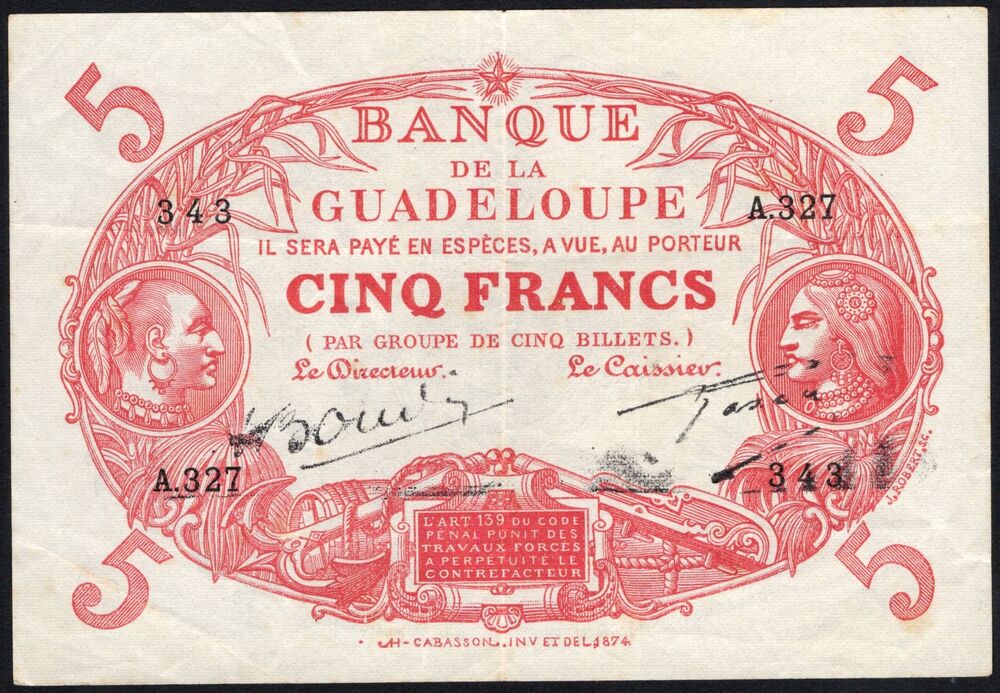 5 5
BANQUE
DE LA
GUADELOUPE
343 A.327
IL SERA PAYÉ EN ESPÈCES, A VUE, AU PORTEUR
CINQ FRANCS
( PAR GROUPE DE CINQ BILLETS. )
Le Directeur. Le Caissier.
A.327 343
J. ROBERT. SC.
L'ART. 139 DU CODE
PÉNAL PUNIT DES
TRAVAUX FORCÉS
A PERPÉTUITÉ LE
CONTREFACTEUR
5 5
H-CABASSON. INV ET DEL, 1874